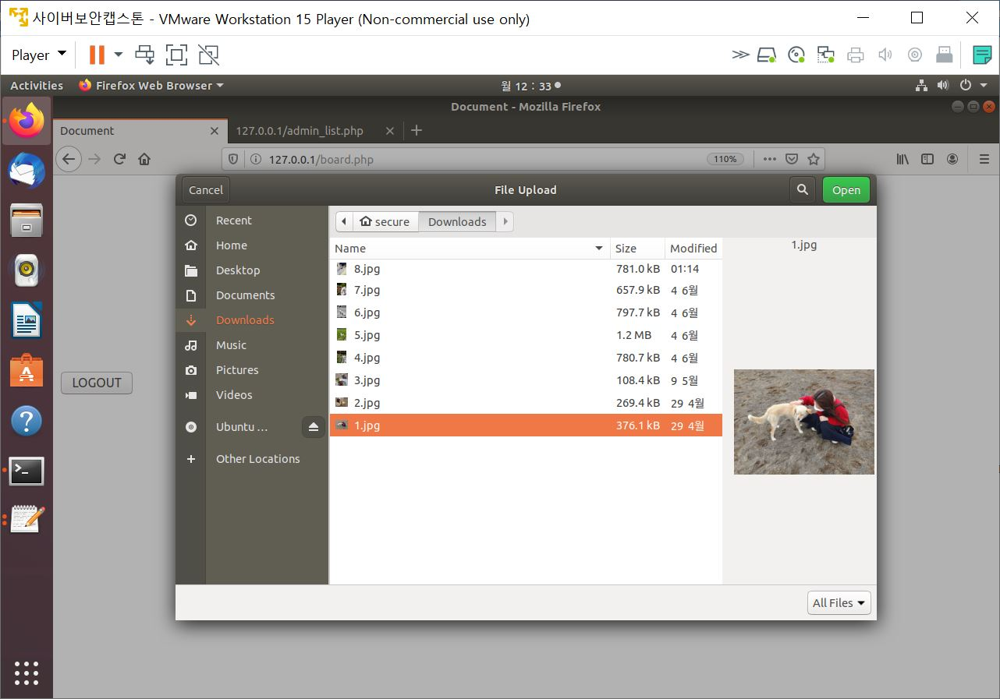 사이버보안캡스톤 - VMware Workstation 15 Player (Non-commercial use only)
Player
Activities Firefox Web Browser 월 12 : 33
Document - Mozilla Firefox
Document 127.0.0.1/admin_list.php
127.0.0.1/board.php 110%
Cancel File Upload Open
Recent
Home
Desktop
Documents
Downloads
Music
Pictures
Videos
Ubuntu ...
Other Locations
secure Downloads
Name Size Modified
8.jpg 781.0 kB 01:14
7.jpg 657.9 kB 4 6월
6.jpg 797.7 kB 4 6월
5.jpg 1.2 MB 4 6월
4.jpg 780.7 kB 4 6월
3.jpg 108.4 kB 9 5월
2.jpg 269.4 kB 29 4월
1.jpg 376.1 kB 29 4월
1.jpg
All Files
LOGOUT